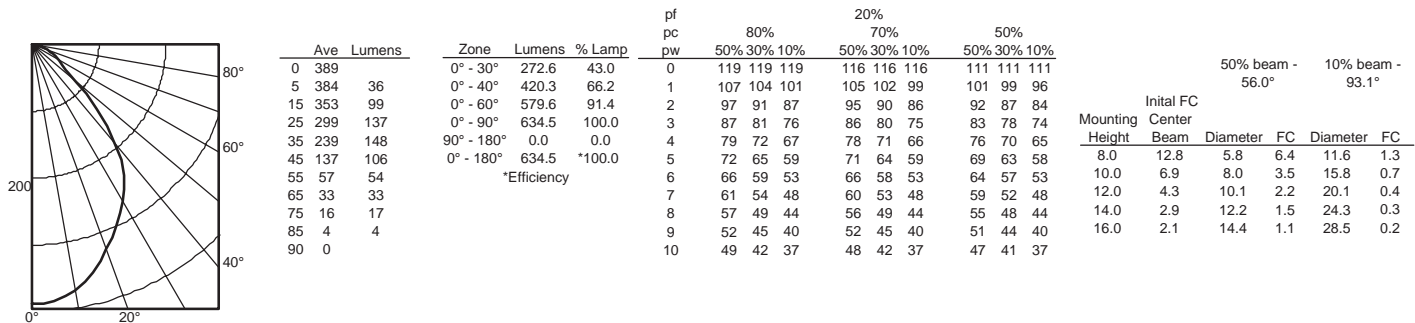 80°
60°
200
40°
0° 20°
Ave Lumens
0 389
5 384 36
15 353 99
25 299 137
35 239 148
45 137 106
55 57 54
65 33 33
75 16 17
85 4 4
90 0
Zone Lumens % Lamp
0° - 30° 272.6 43.0
0° - 40° 420.3 66.2
0° - 60° 579.6 91.4
0° - 90° 634.5 100.0
90° - 180° 0.0 0.0
0° - 180° 634.5 *100.0
*Efficiency
pf 20%
pc 80% 70% 50%
pw 50% 30% 10% 50% 30% 10% 50% 30% 10%
0 119 119 119 116 116 116 111 111 111
1 107 104 101 105 102 99 101 99 96
2 97 91 87 95 90 86 92 87 84
3 87 81 76 86 80 75 83 78 74
4 79 72 67 78 71 66 76 70 65
5 72 65 59 71 64 59 69 63 58
6 66 59 53 66 58 53 64 57 53
7 61 54 48 60 53 48 59 52 48
8 57 49 44 56 49 44 55 48 44
9 52 45 40 52 45 40 51 44 40
10 49 42 37 48 42 37 47 41 37
50% beam - 10% beam -
56.0° 93.1°
Inital FC
Mounting Center
Height Beam Diameter FC Diameter FC
8.0 12.8 5.8 6.4 11.6 1.3
10.0 6.9 8.0 3.5 15.8 0.7
12.0 4.3 10.1 2.2 20.1 0.4
14.0 2.9 12.2 1.5 24.3 0.3
16.0 2.1 14.4 1.1 28.5 0.2